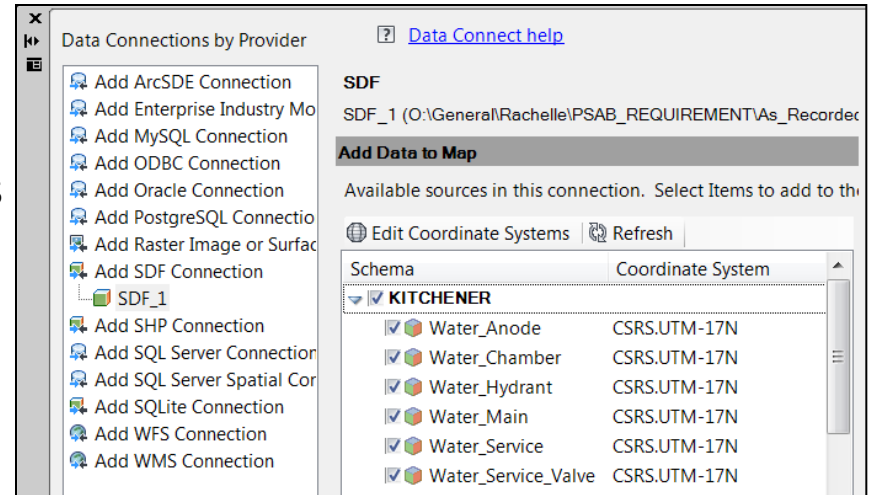 Data Connections by Provider
Add ArcSDE Connection
Add Enterprise Industry Mo
Add MySQL Connection
Add ODBC Connection
Add Oracle Connection
Add PostgreSQL Connectio
Add Raster Image or Surfac
Add SDF Connection
SDF_1
Add SHP Connection
Add SQL Server Connection
Add SQL Server Spatial Cor
Add SQLite Connection
Add WFS Connection
Add WMS Connection
? Data Connect help
SDF
SDF_1 (O:\General\Rachelle\PSAB_REQUIREMENT\As_Recorded
Add Data to Map
Available sources in this connection. Select Items to add to the
Edit Coordinate Systems Refresh
Schema Coordinate System
KITCHENER
Water_Anode CSRS.UTM-17N
Water_Chamber CSRS.UTM-17N
Water_Hydrant CSRS.UTM-17N
Water_Main CSRS.UTM-17N
Water_Service CSRS.UTM-17N
Water_Service_Valve CSRS.UTM-17N